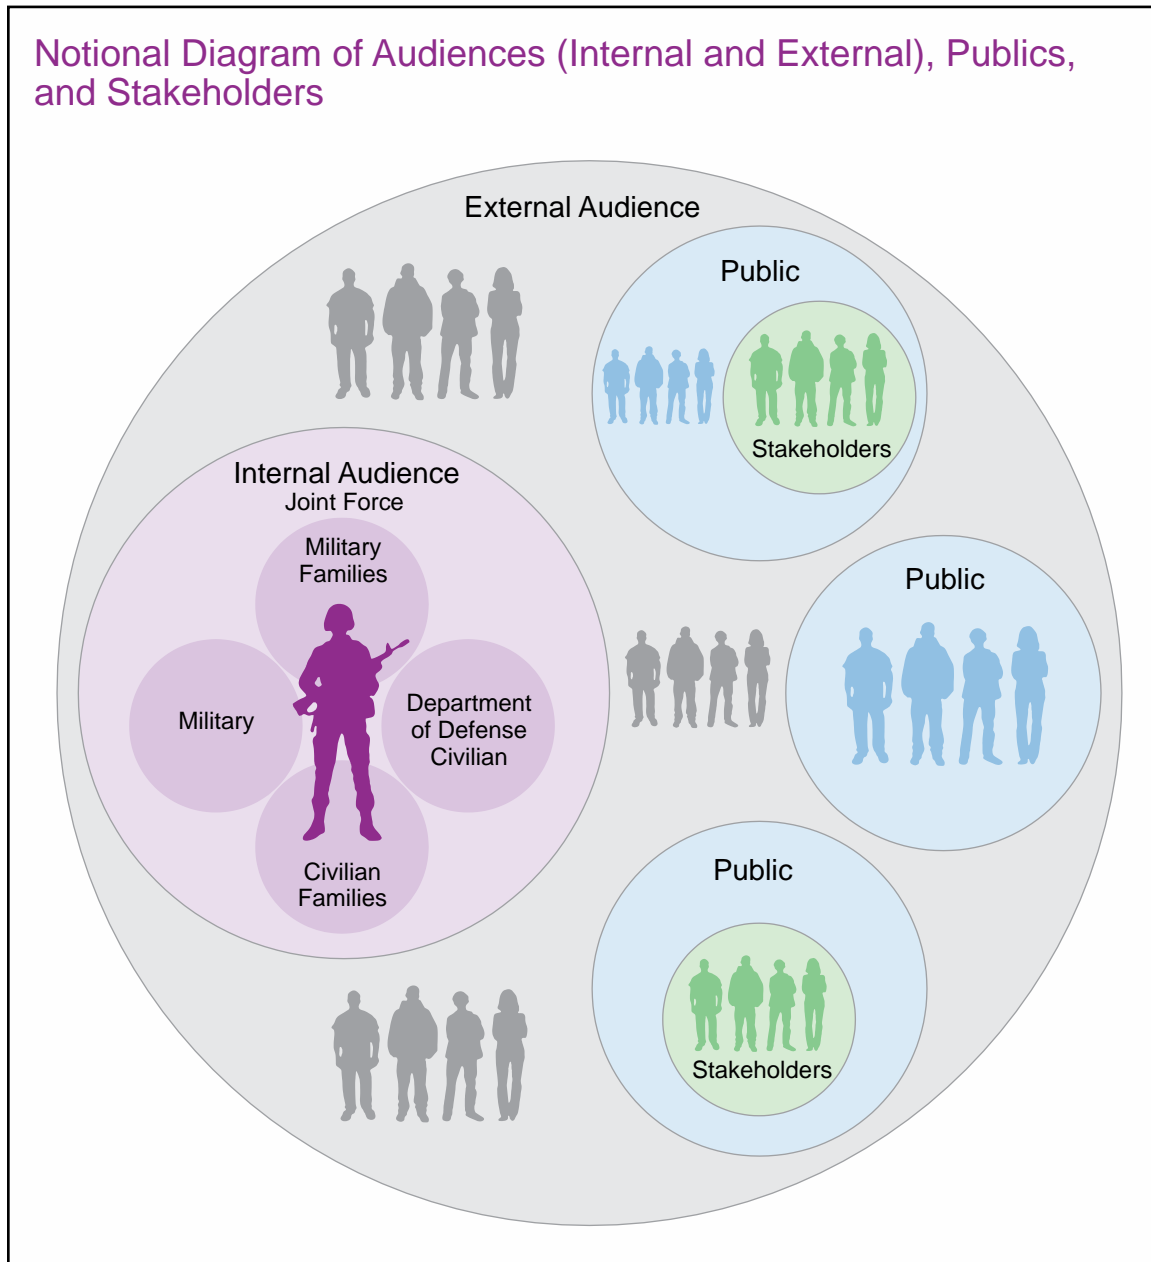 Notional Diagram of Audiences (Internal and External), Publics,
and Stakeholders
External Audience
Public
Stakeholders
Internal Audience
Joint Force
Military
Families
Military
Department
of Defense
Civilian
Civilian
Families
Public
Public
Stakeholders